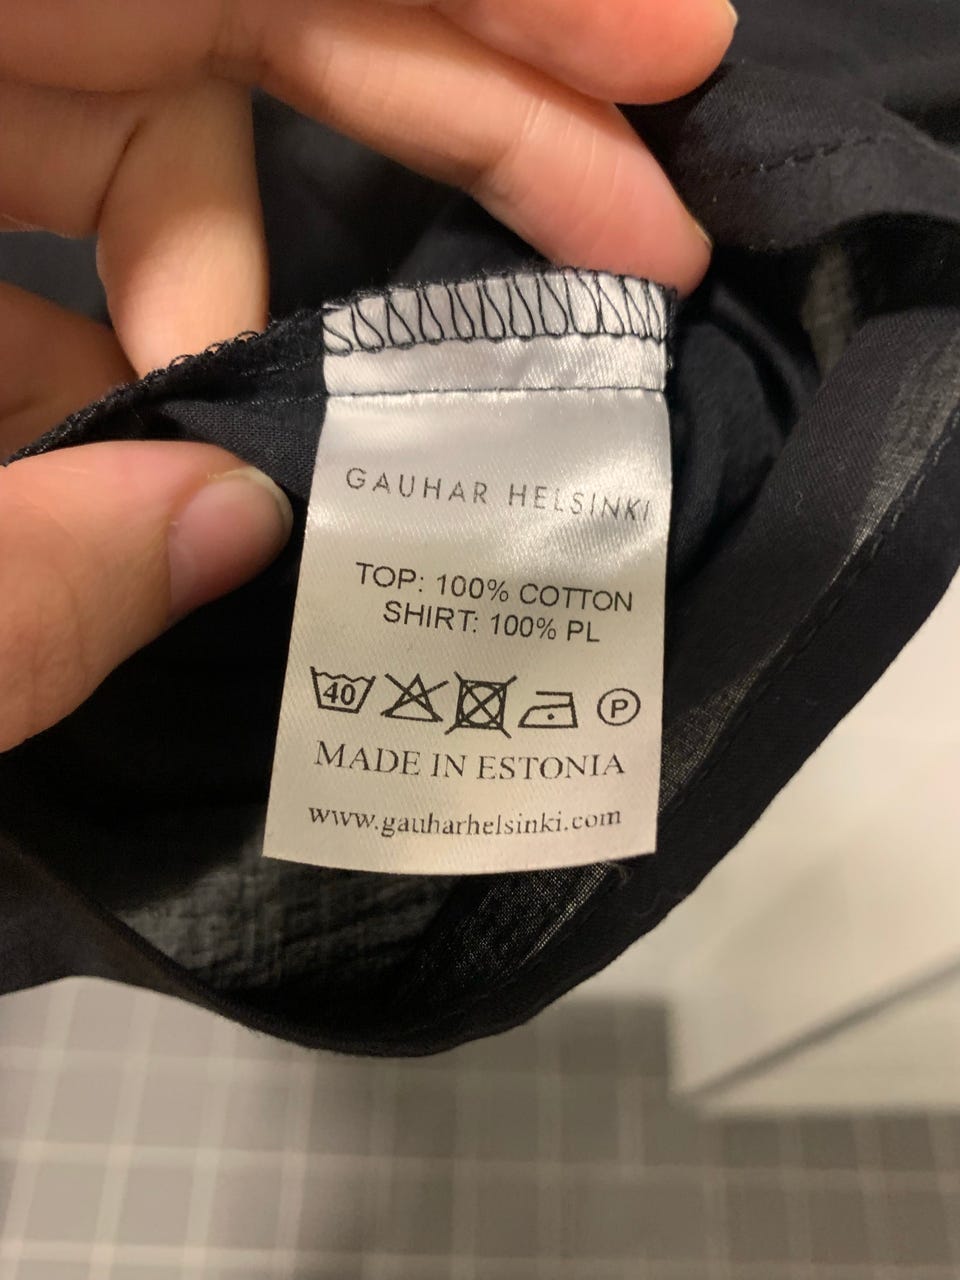 GAUHAR HELSINKI
TOP: 100% COTTON
SHIRT: 100% PL
40 P
MADE IN ESTONIA
www.gauharhelsinki.com